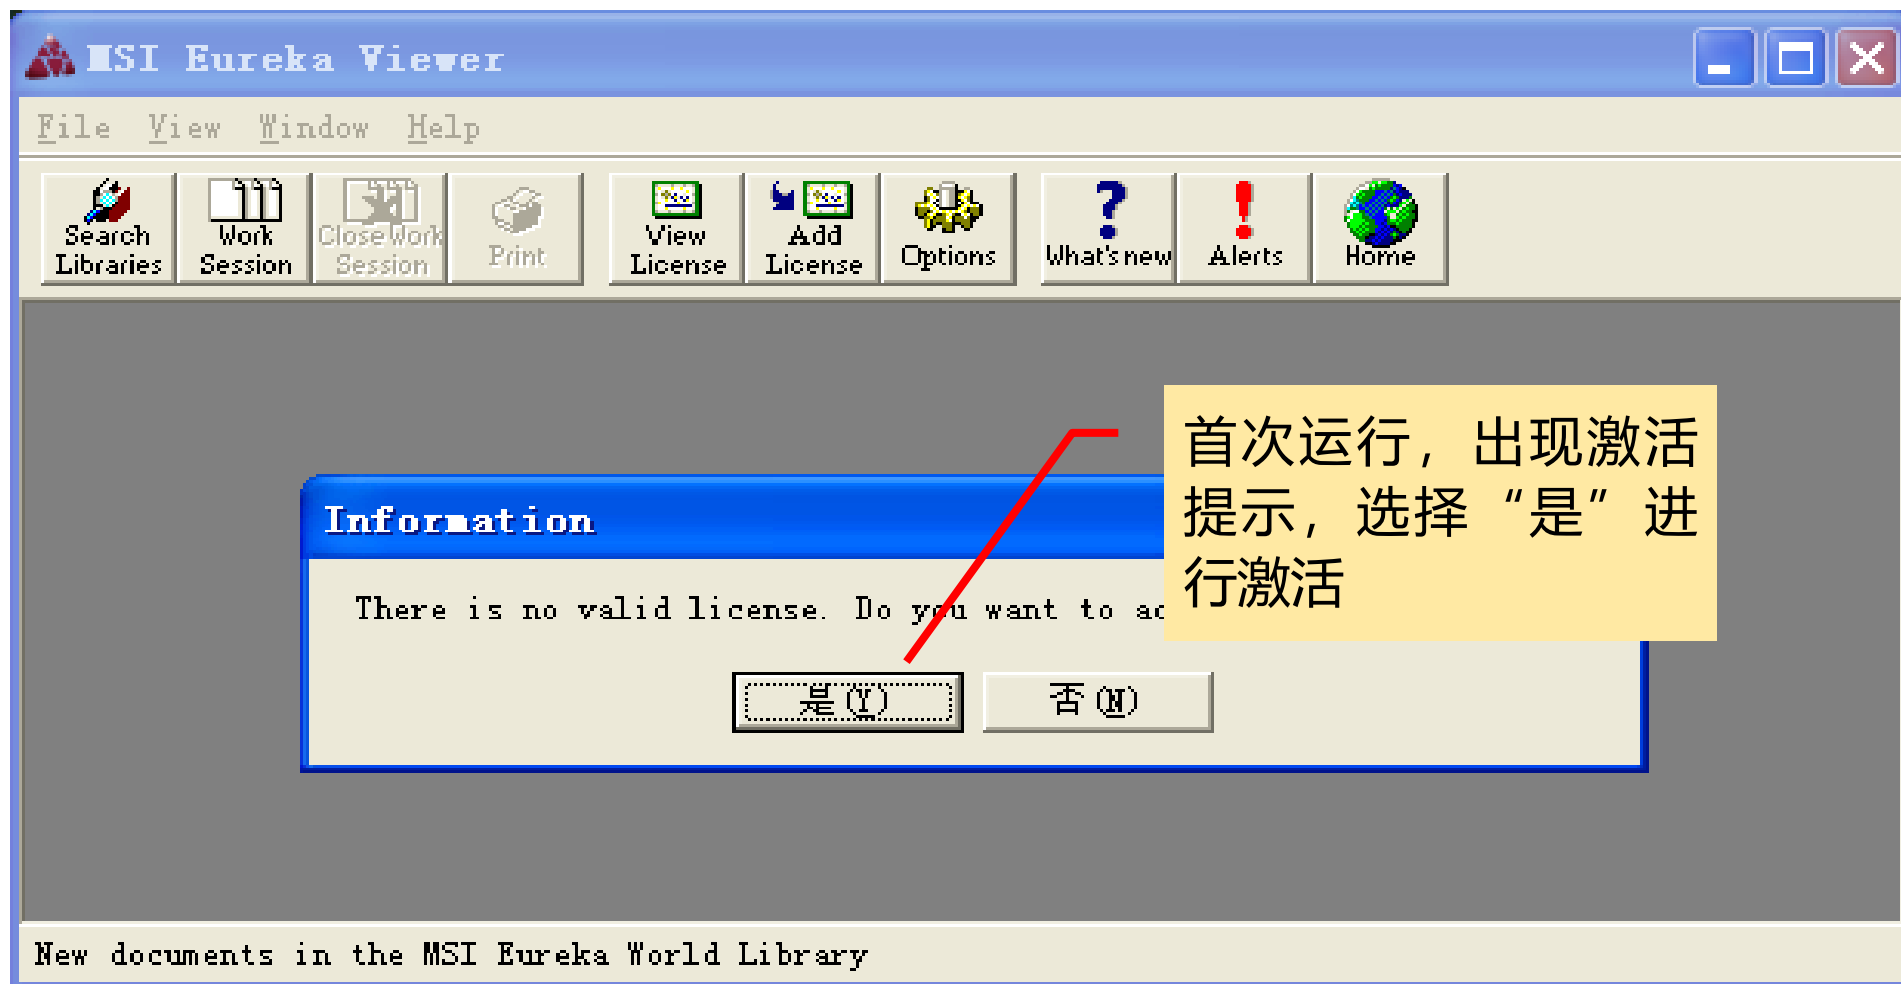 MSI Eureka Viewer
File View Window Help
Search Libraries
Work Session
Close Work Session
Print
View License
Add License
Options
What's new
Alerts
Home
首次运行，出现激活
提示，选择“是”进
行激活
Information
There is no valid license. Do you want to
是(Y) 否(N)
New documents in the MSI Eureka World Library